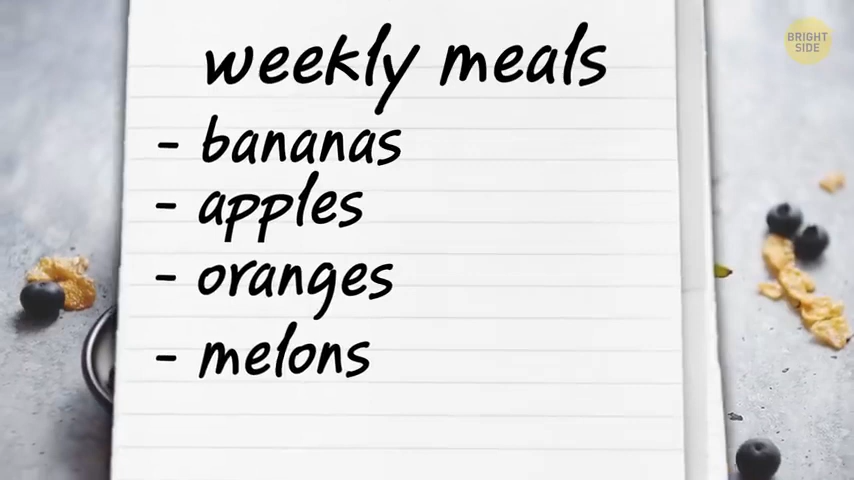 BRIGHT
SIDE
weekly meals
- bananas
- apples
- oranges
- melons